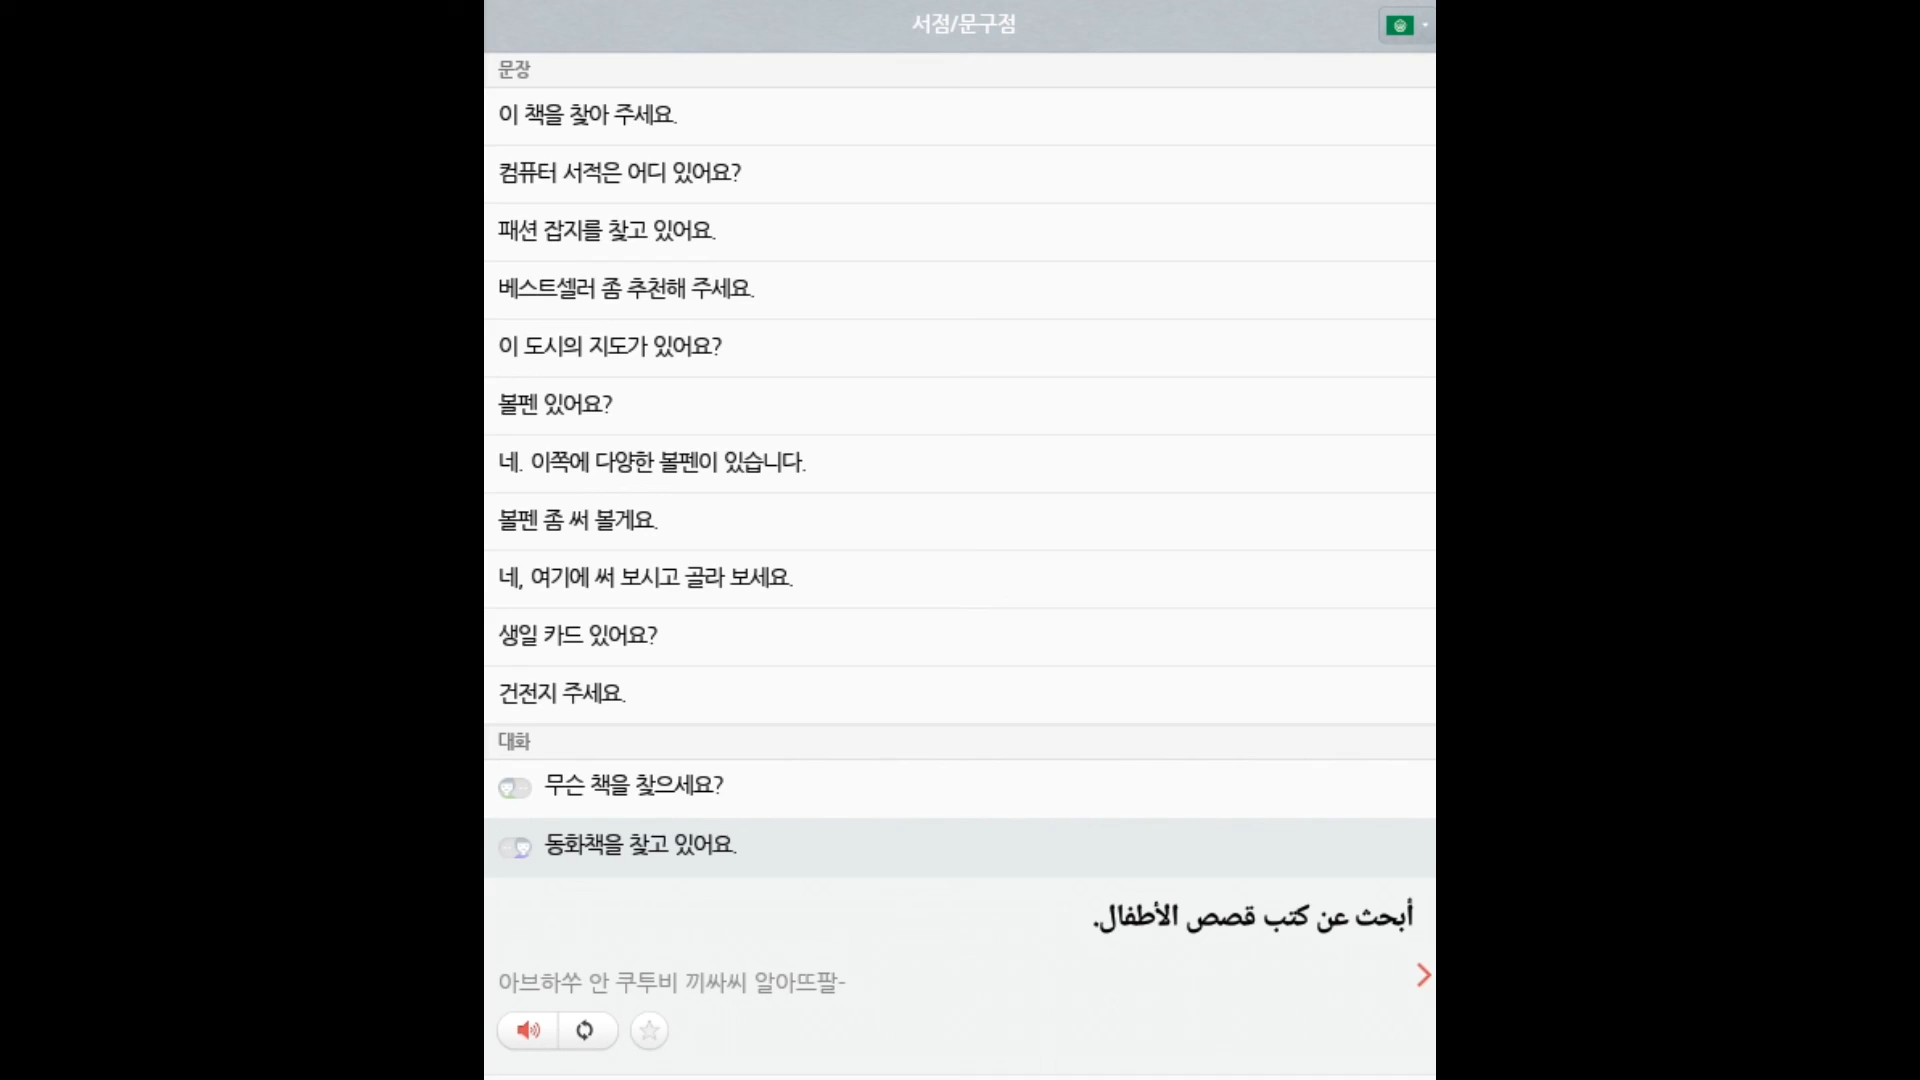 서점/문구점
문장
이 책을 찾아 주세요.
컴퓨터 서적은 어디 있어요?
패션 잡지를 찾고 있어요.
베스트셀러 좀 추천해 주세요.
이 도시의 지도가 있어요?
볼펜 있어요?
네. 이쪽에 다양한 볼펜이 있습니다.
볼펜 좀 써 볼게요.
네, 여기에 써 보시고 골라 보세요.
생일 카드 있어요?
건전지 주세요.
대화
무슨 책을 찾으세요?
동화책을 찾고 있어요.
أبحث عن كتب قصص الأطفال.
아브하쑤 안 쿠투비 끼싸씨 알아뜨팔-